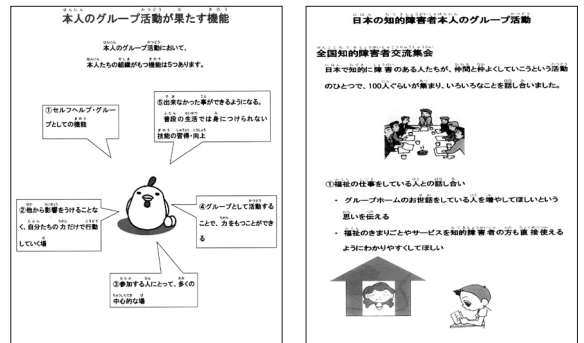 本人のグループ活動が果たす機能
本人のグループ活動において、
本人たちの組織がもつ機能は5つあります。
①セルフヘルプ・グルー
プとしての機能
⑤出来なかった事ができるようになる。
普段の生活では身につけられない
技能の習得・向上
②他から影響をうけることな
く、自分たちの力だけで行動
していく場
④グループとして活動する
ことで、力をもつことができ
る
③参加する人にとって、多くの
中心的な場
日本の知的障害者本人のグループ活動
全国知的障害者交流集会
日本で知的に障害のある人たちが、仲間と仲よくしていこうという活動
のひとつで、100人ぐらいが集まり、いろいろなことを話し合いました。
①福祉の仕事をしている人との話し合い
・ グループホームのお世話をしている人を増やしてほしいという
思いを伝える
・ 福祉のきまりごとやサービスを知的障害者の方も直接使える
ようにわかりやすくしてほしい